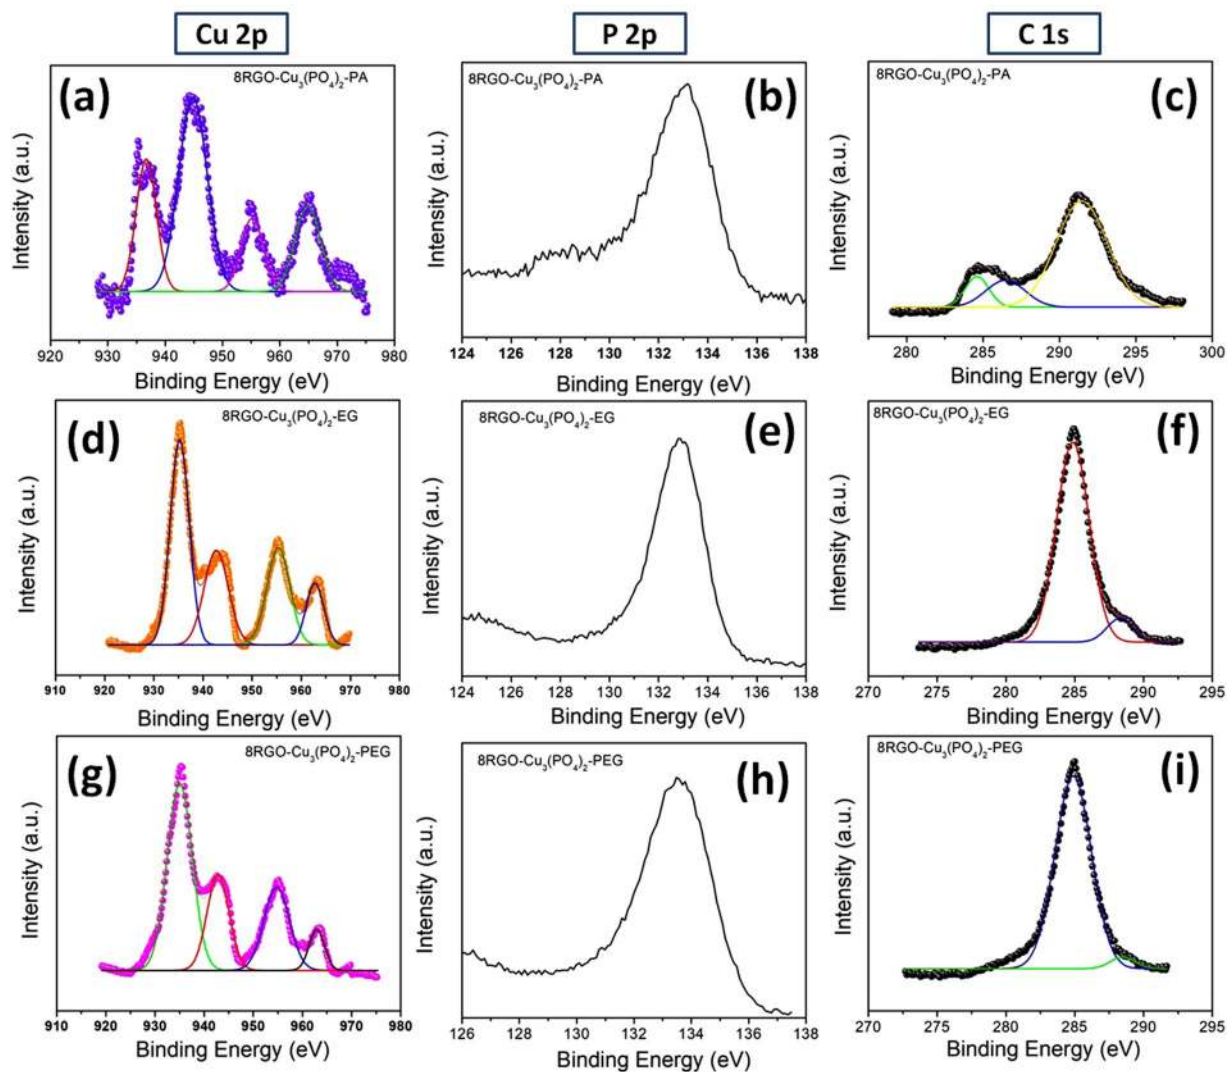 Cu 2p
P 2p
C 1s
(a)
8RGO-Cu₃(PO₄)₂-PA
Intensity (a.u.)
920 930 940 950 960 970 980
Binding Energy (eV)
(b)
8RGO-Cu₃(PO₄)₂-PA
Intensity (a.u.)
124 126 128 130 132 134 136 138
Binding Energy (eV)
(c)
8RGO-Cu₃(PO₄)₂-PA
Intensity (a.u.)
280 285 290 295 300
Binding Energy (eV)
(d)
8RGO-Cu₃(PO₄)₂-EG
Intensity (a.u.)
910 920 930 940 950 960 970 980
Binding Energy (eV)
(e)
8RGO-Cu₃(PO₄)₂-EG
Intensity (a.u.)
124 126 128 130 132 134 136 138
Binding Energy (eV)
(f)
8RGO-Cu₃(PO₄)₂-EG
Intensity (a.u.)
270 275 280 285 290 295
Binding Energy (eV)
(g)
8RGO-Cu₃(PO₄)₂-PEG
Intensity (a.u.)
910 920 930 940 950 960 970 980
Binding Energy (eV)
(h)
8RGO-Cu₃(PO₄)₂-PEG
Intensity (a.u.)
126 128 130 132 134 136 138
Binding Energy (eV)
(i)
8RGO-Cu₃(PO₄)₂-PEG
Intensity (a.u.)
270 275 280 285 290 295
Binding Energy (eV)